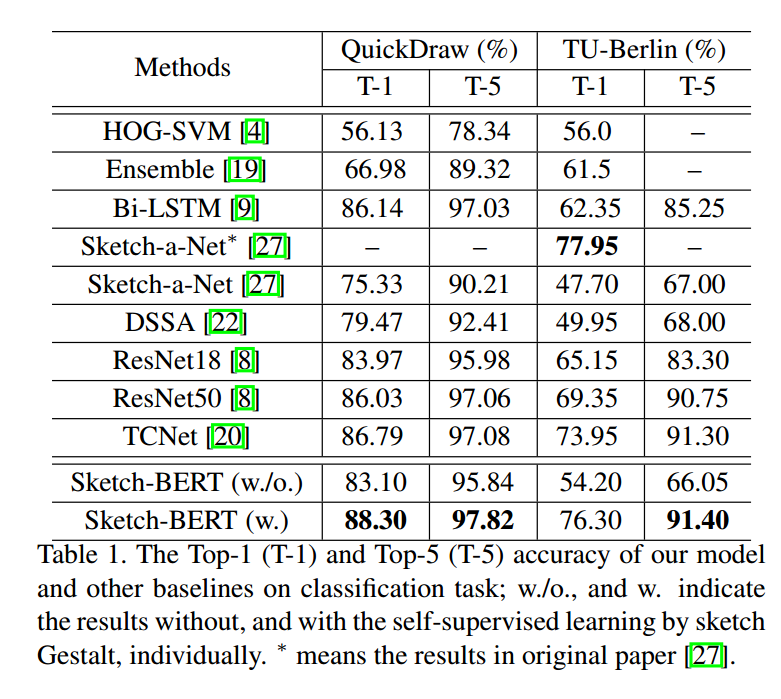 Methods QuickDraw (%) TU-Berlin (%)
T-1 T-5 T-1 T-5
HOG-SVM [4] 56.13 78.34 56.0 –
Ensemble [19] 66.98 89.32 61.5 –
Bi-LSTM [9] 86.14 97.03 62.35 85.25
Sketch-a-Net* [27] – – 77.95 –
Sketch-a-Net [27] 75.33 90.21 47.70 67.00
DSSA [22] 79.47 92.41 49.95 68.00
ResNet18 [8] 83.97 95.98 65.15 83.30
ResNet50 [8] 86.03 97.06 69.35 90.75
TCNet [20] 86.79 97.08 73.95 91.30
Sketch-BERT (w./o.) 83.10 95.84 54.20 66.05
Sketch-BERT (w.) 88.30 97.82 76.30 91.40
Table 1. The Top-1 (T-1) and Top-5 (T-5) accuracy of our model
and other baselines on classification task; w./o., and w. indicate
the results without, and with the self-supervised learning by sketch
Gestalt, individually. * means the results in original paper [27].